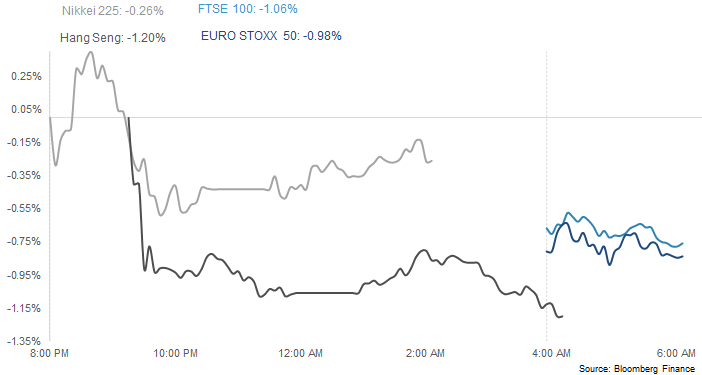 Nikkei 225: -0.26% FTSE 100: -1.06%
Hang Seng: -1.20% EURO STOXX 50: -0.98%
0.25%
0.05%
-0.15%
-0.35%
-0.55%
-0.75%
-0.95%
-1.15%
-1.35%
8:00 PM 10:00 PM 12:00 AM 2:00 AM 4:00 AM 6:00 AM
Source: Bloomberg Finance